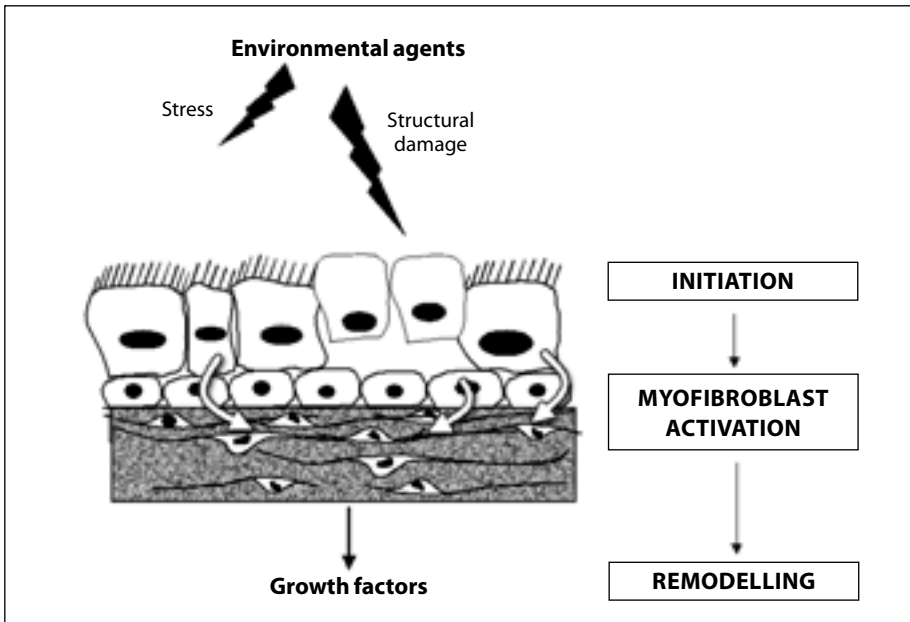 Environmental agents
Stress
Structural
damage
INITIATION
MYOFIBROBLAST
ACTIVATION
Growth factors
REMODELLING